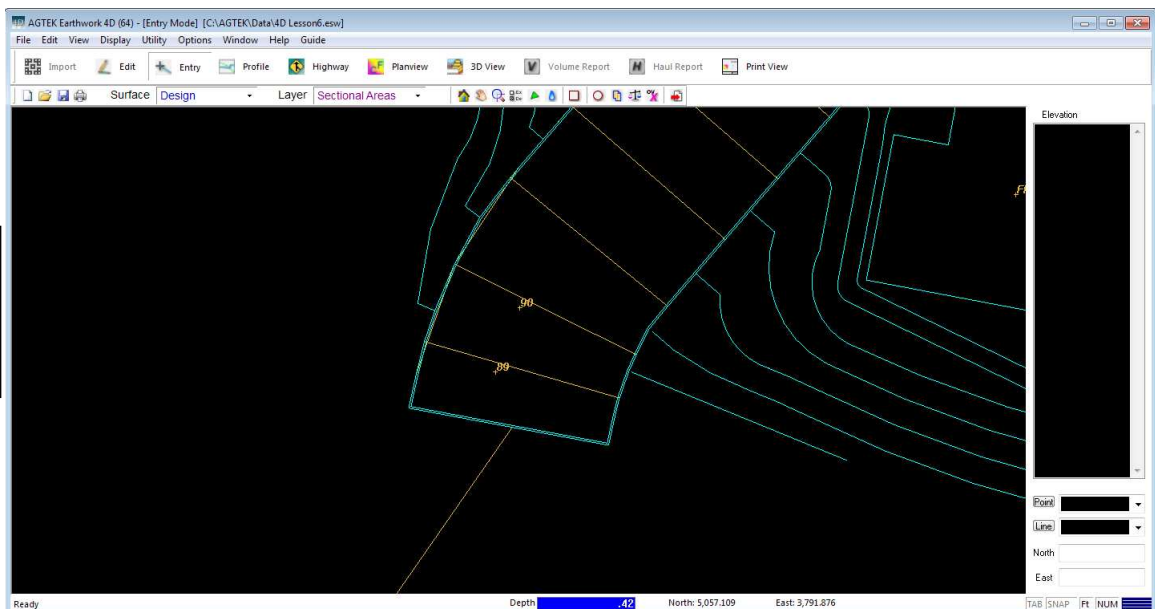 AGTEK Earthwork 4D (64) - [Entry Mode] [C:\AGTEK\Data\4D Lesson6.esw]
File Edit View Display Utility Options Window Help Guide
Import Edit Entry Profile Highway Planview 3D View Volume Report Haul Report Print View
Surface Design Layer Sectional Areas
Elevation
90
89
Point
Line
North
East
Ready Depth .42 North: 5,057.109 East: 3,791.876 TAB SNAP Ft NUM